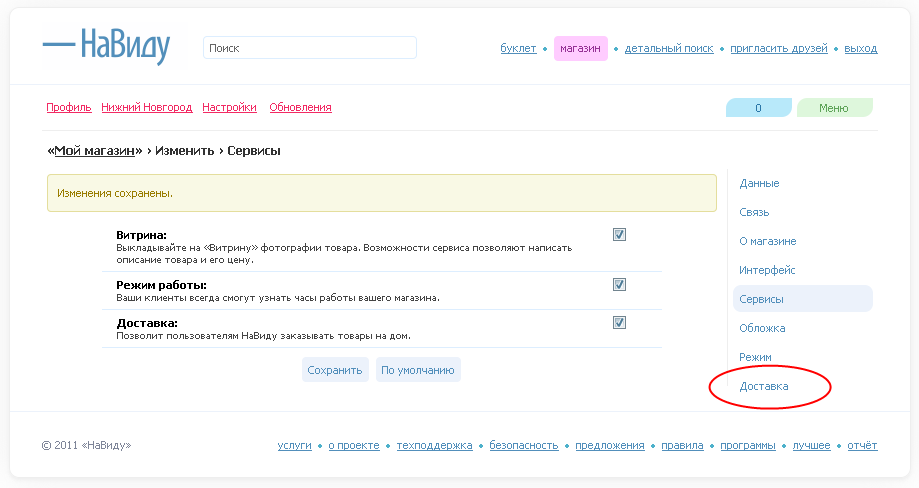 — НаВиду
Поиск
буклет • магазин • детальный поиск • пригласить друзей • выход
Профиль Нижний Новгород Настройки Обновления
0 Меню
«Мой магазин» › Изменить › Сервисы
Изменения сохранены.
Витрина:
Выкладывайте на «Витрину» фотографии товара. Возможности сервиса позволяют написать
описание товара и его цену.
Режим работы:
Ваши клиенты всегда смогут узнать часы работы вашего магазина.
Доставка:
Позволит пользователям НаВиду заказывать товары на дом.
Сохранить По умолчанию
Данные
Связь
О магазине
Интерфейс
Сервисы
Обложка
Режим
Доставка
© 2011 «НаВиду»
услуги • о проекте • техподдержка • безопасность • предложения • правила • программы • лучшее • отчёт